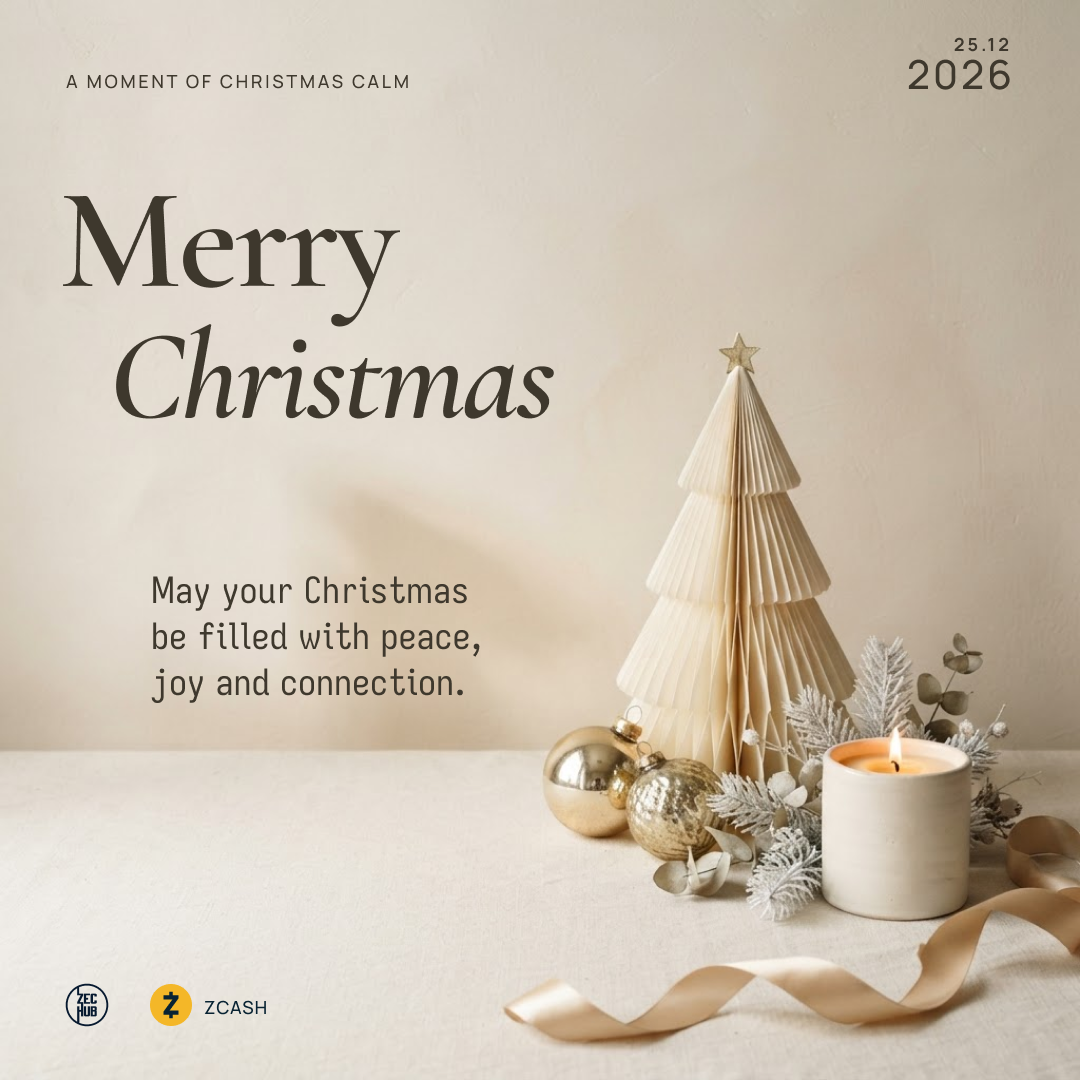 A MOMENT OF CHRISTMAS CALM
25.12
2026
Merry
Christmas
May your Christmas
be filled with peace,
joy and connection.
ZEC
HUB
ZCASH